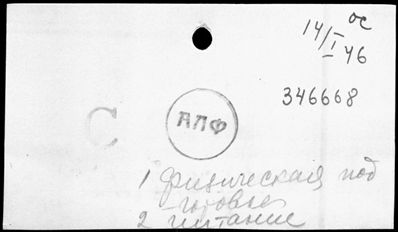 ос
14/I 46
346668
С
АЛФ
1 физическая под
готовка
2 питание